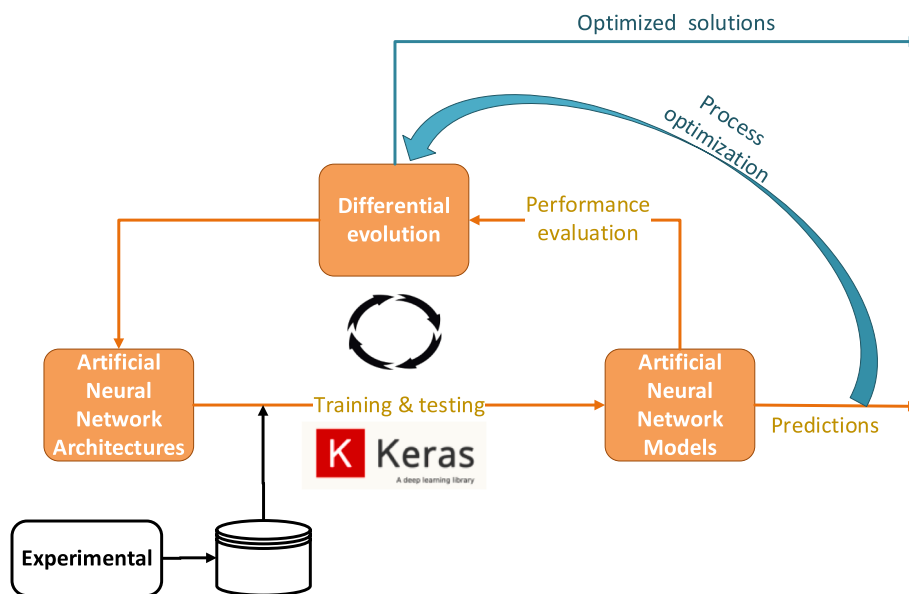 Optimized solutions
Process
optimization
Differential
evolution
Performance
evaluation
Artificial
Neural
Network
Architectures
Training & testing
K Keras
A deep learning library
Artificial
Neural
Network
Models
Predictions
Experimental